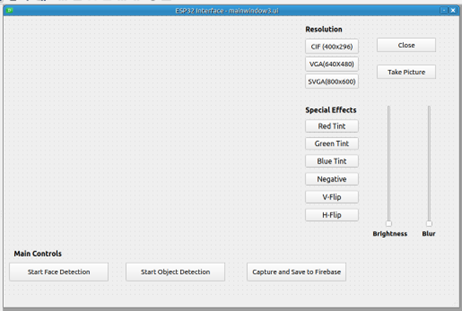 ESP32 Interface - mainwindow3.ui
Resolution
CIF (400x296)
Close
VGA(640X480)
Take Picture
SVGA(800x600)
Special Effects
Red Tint
Green Tint
Blue Tint
Negative
V-Flip
H-Flip
Brightness
Blur
Main Controls
Start Face Detection
Start Object Detection
Capture and Save to Firebase